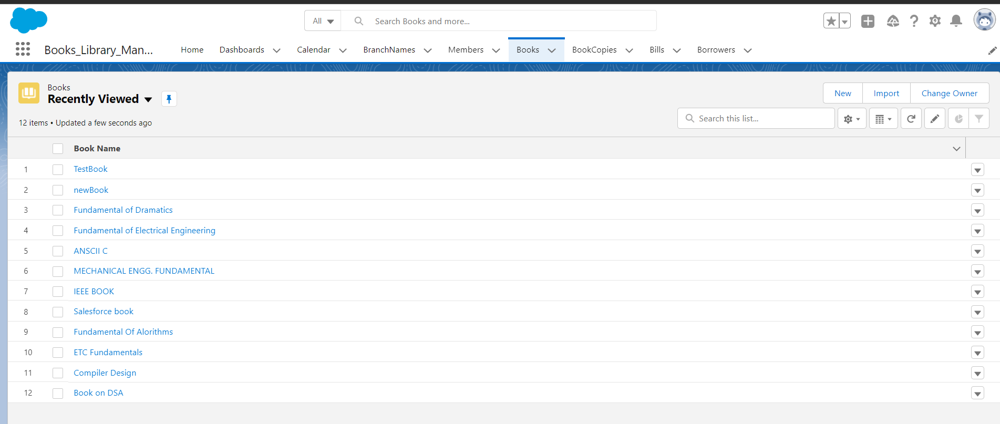 All
Search Books and more...
Books_Library_Man...
Home
Dashboards
Calendar
BranchNames
Members
Books
BookCopies
Bills
Borrowers
Books
Recently Viewed
New
Import
Change Owner
12 items • Updated a few seconds ago
Search this list...
Book Name
1 TestBook
2 newBook
3 Fundamental of Dramatics
4 Fundamental of Electrical Engineering
5 ANSCII C
6 MECHANICAL ENGG. FUNDAMENTAL
7 IEEE BOOK
8 Salesforce book
9 Fundamental Of Alorithms
10 ETC Fundamentals
11 Compiler Design
12 Book on DSA